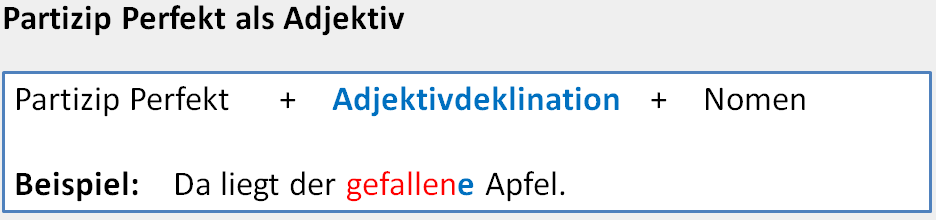 Partizip Perfekt als Adjektiv
Partizip Perfekt + Adjektivdeklination + Nomen
Beispiel: Da liegt der gefallene Apfel.